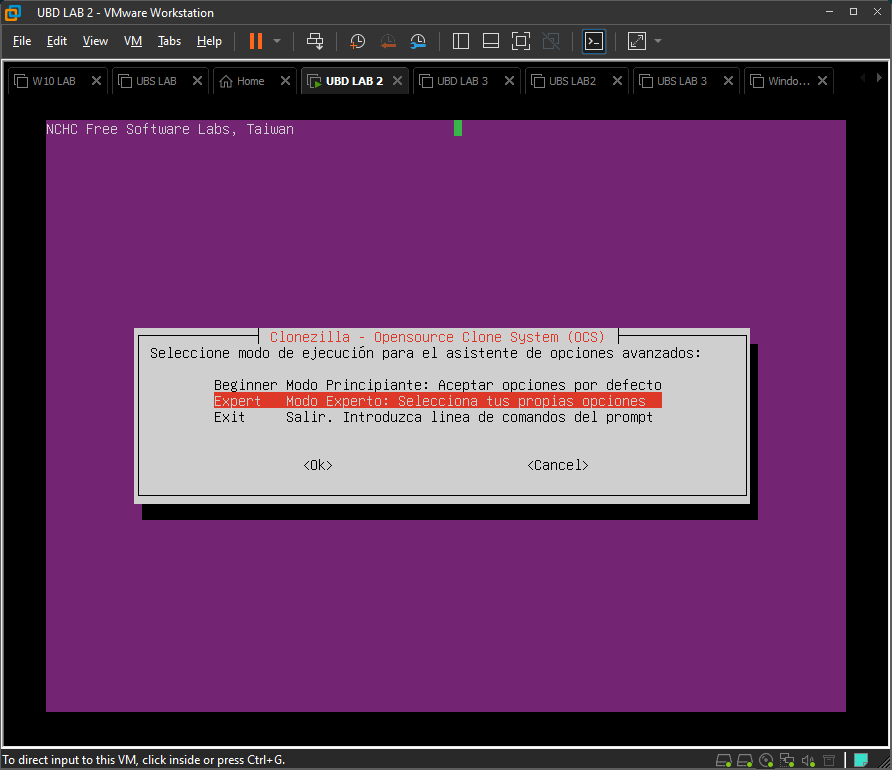 UBD LAB 2 - VMware Workstation
File Edit View VM Tabs Help
W10 LAB UBS LAB Home UBD LAB 2 UBD LAB 3 UBS LAB2 UBS LAB 3 Windo...
NCHC Free Software Labs, Taiwan
Clonezilla - Opensource Clone System (OCS)
Seleccione modo de ejecución para el asistente de opciones avanzados:
Beginner Modo Principiante: Aceptar opciones por defecto
Expert Modo Experto: Selecciona tus propias opciones
Exit Salir. Introduzca linea de comandos del prompt
<Ok> <Cancel>
To direct input to this VM, click inside or press Ctrl+G.